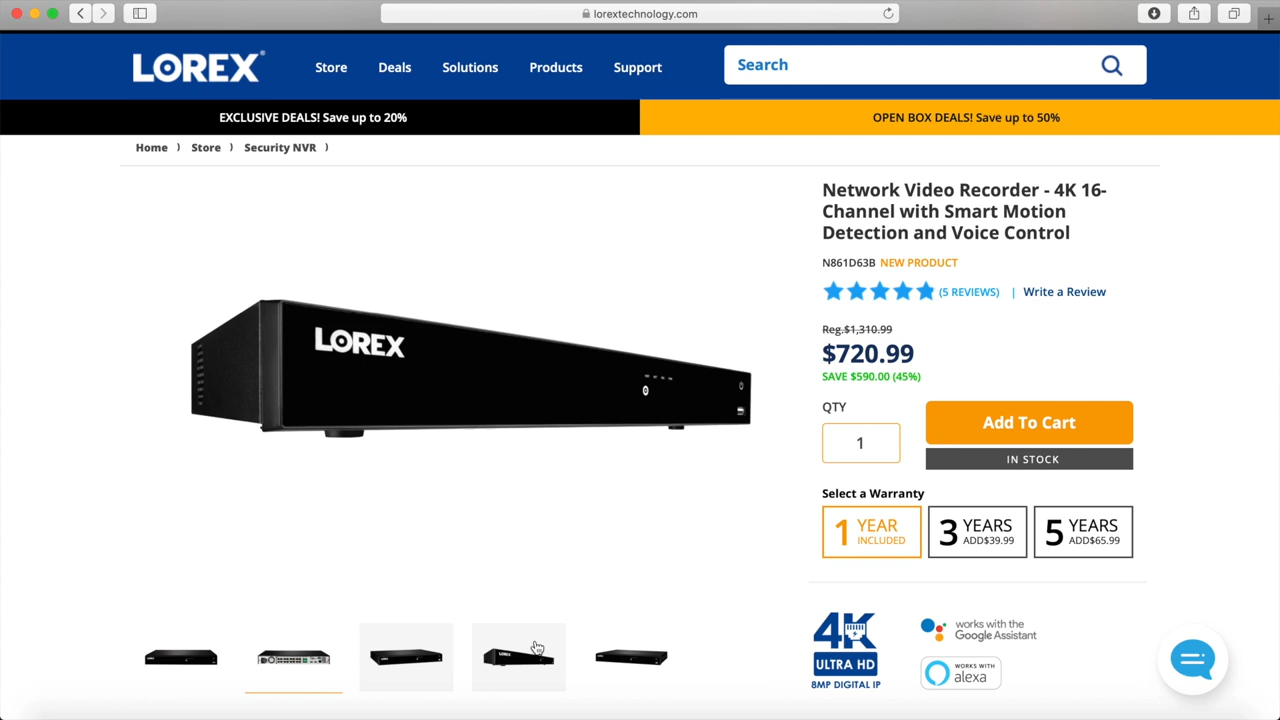 lorextechnology.com
LOREX®
Store
Deals
Solutions
Products
Support
Search
EXCLUSIVE DEALS! Save up to 20%
OPEN BOX DEALS! Save up to 50%
Home ) Store ) Security NVR )
Network Video Recorder - 4K 16-
Channel with Smart Motion
Detection and Voice Control
N861D63B NEW PRODUCT
(5 REVIEWS) | Write a Review
Reg.$1,310.99
$720.99
SAVE $590.00 (45%)
QTY
1
Add To Cart
IN STOCK
Select a Warranty
1 YEAR
INCLUDED
3 YEARS
ADD$39.99
5 YEARS
ADD$65.99
LOREX
LOREX
4K
ULTRA HD
8MP DIGITAL IP
works with the
Google Assistant
WORKS WITH
alexa